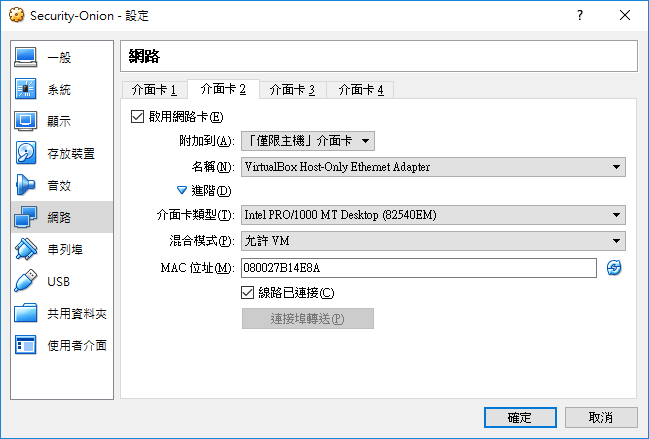 Security-Onion - 設定
?
一般
系統
顯示
存放裝置
音效
網路
串列埠
USB
共用資料夾
使用者介面
網路
介面卡 1 介面卡 2 介面卡 3 介面卡 4
啟用網路卡(E)
附加到(A): 「僅限主機」介面卡
名稱(N): VirtualBox Host-Only Ethernet Adapter
進階(D)
介面卡類型(T): Intel PRO/1000 MT Desktop (82540EM)
混合模式(P): 允許 VM
MAC 位址(M): 080027B14E8A
線路已連接(C)
連接埠轉送(P)
確定 取消